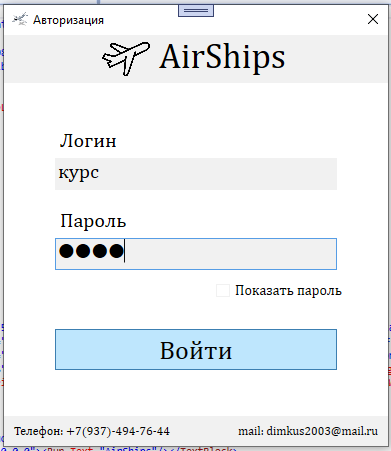 Авторизация
AirShips
Логин
курс
Пароль
●●●●
Показать пароль
Войти
Телефон: +7(937)-494-76-44
mail: dimkus2003@mail.ru